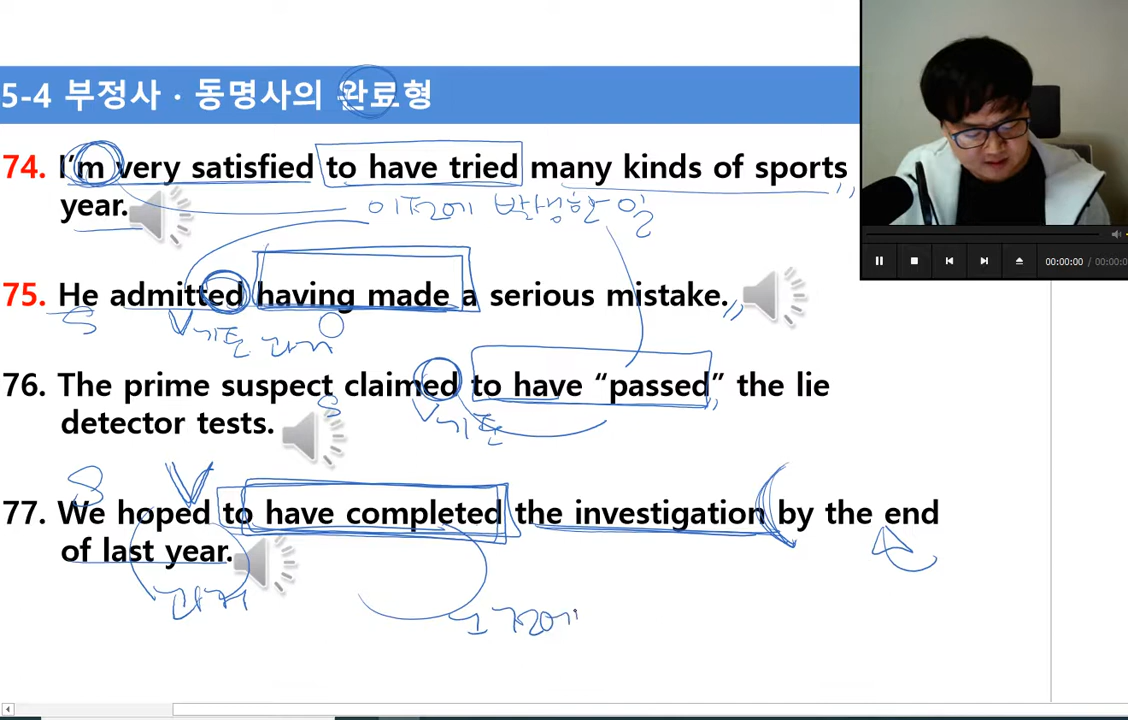 5-4 부정사 · 동명사의 완료형
74. I'm very satisfied to have tried many kinds of sports
year.
이전에 발생한 일
75. He admitted having made a serious mistake.
S V 기준 과거
76. The prime suspect claimed to have “passed” the lie
S V 기준
detector tests.
S V
77. We hoped to have completed the investigation by the end
of last year.
과거
그 전에
00:00:00 00:00:0